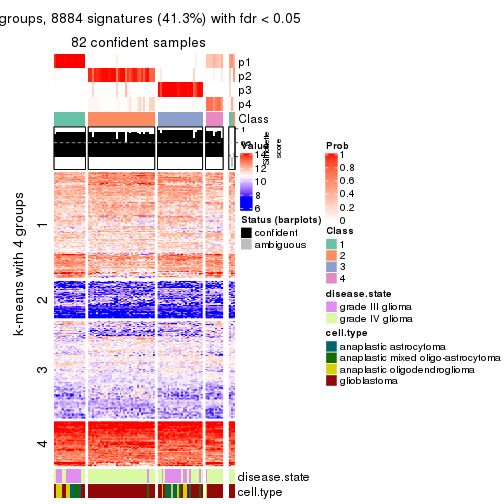 groups, 8884 signatures (41.3%) with fdr < 0.05
82 confident samples
p1
p2
p3
p4
Class
1
score
Value
14
12
10
8
6
Status (barplots)
confident
ambiguous
Prob
1
0.8
0.6
0.4
0.2
0
Class
1
2
3
4
disease.state
grade III glioma
grade IV glioma
cell.type
anaplastic astrocytoma
anaplastic mixed oligo-astrocytoma
anaplastic oligodendroglioma
glioblastoma
k-means with 4 groups
1
2
3
4
disease.state
cell.type